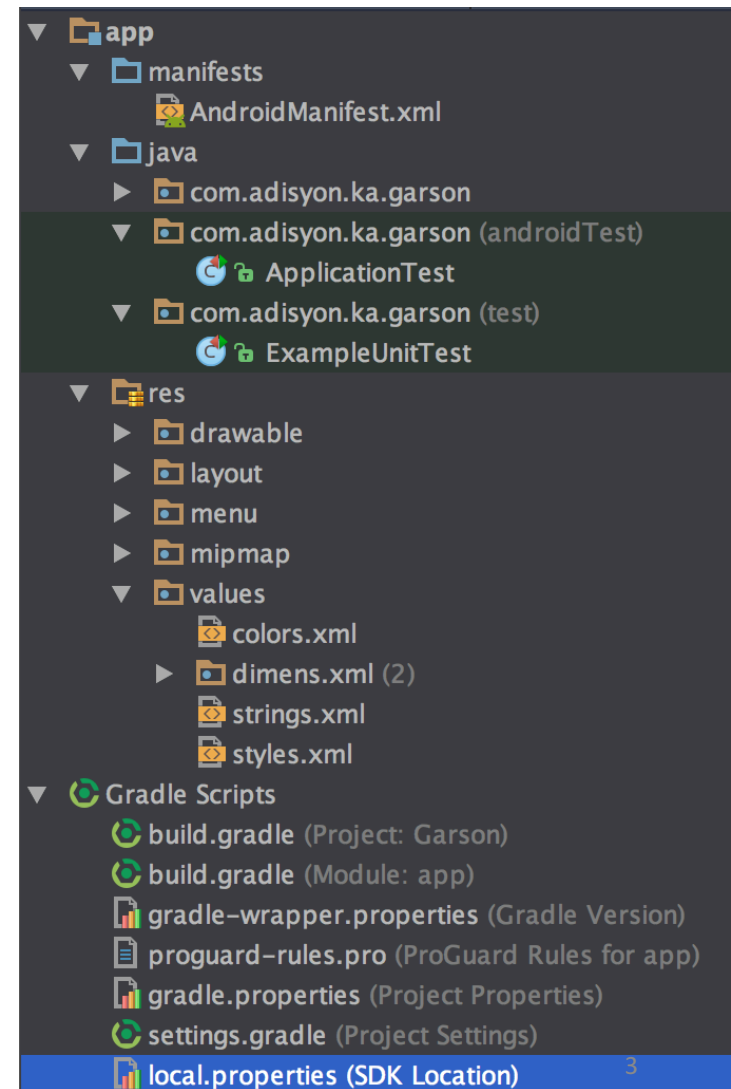 app
manifests
AndroidManifest.xml
java
com.adisyon.ka.garson
com.adisyon.ka.garson (androidTest)
ApplicationTest
com.adisyon.ka.garson (test)
ExampleUnitTest
res
drawable
layout
menu
mipmap
values
colors.xml
dimens.xml (2)
strings.xml
styles.xml
Gradle Scripts
build.gradle (Project: Garson)
build.gradle (Module: app)
gradle-wrapper.properties (Gradle Version)
proguard-rules.pro (ProGuard Rules for app)
gradle.properties (Project Properties)
settings.gradle (Project Settings)
local.properties (SDK Location)
3